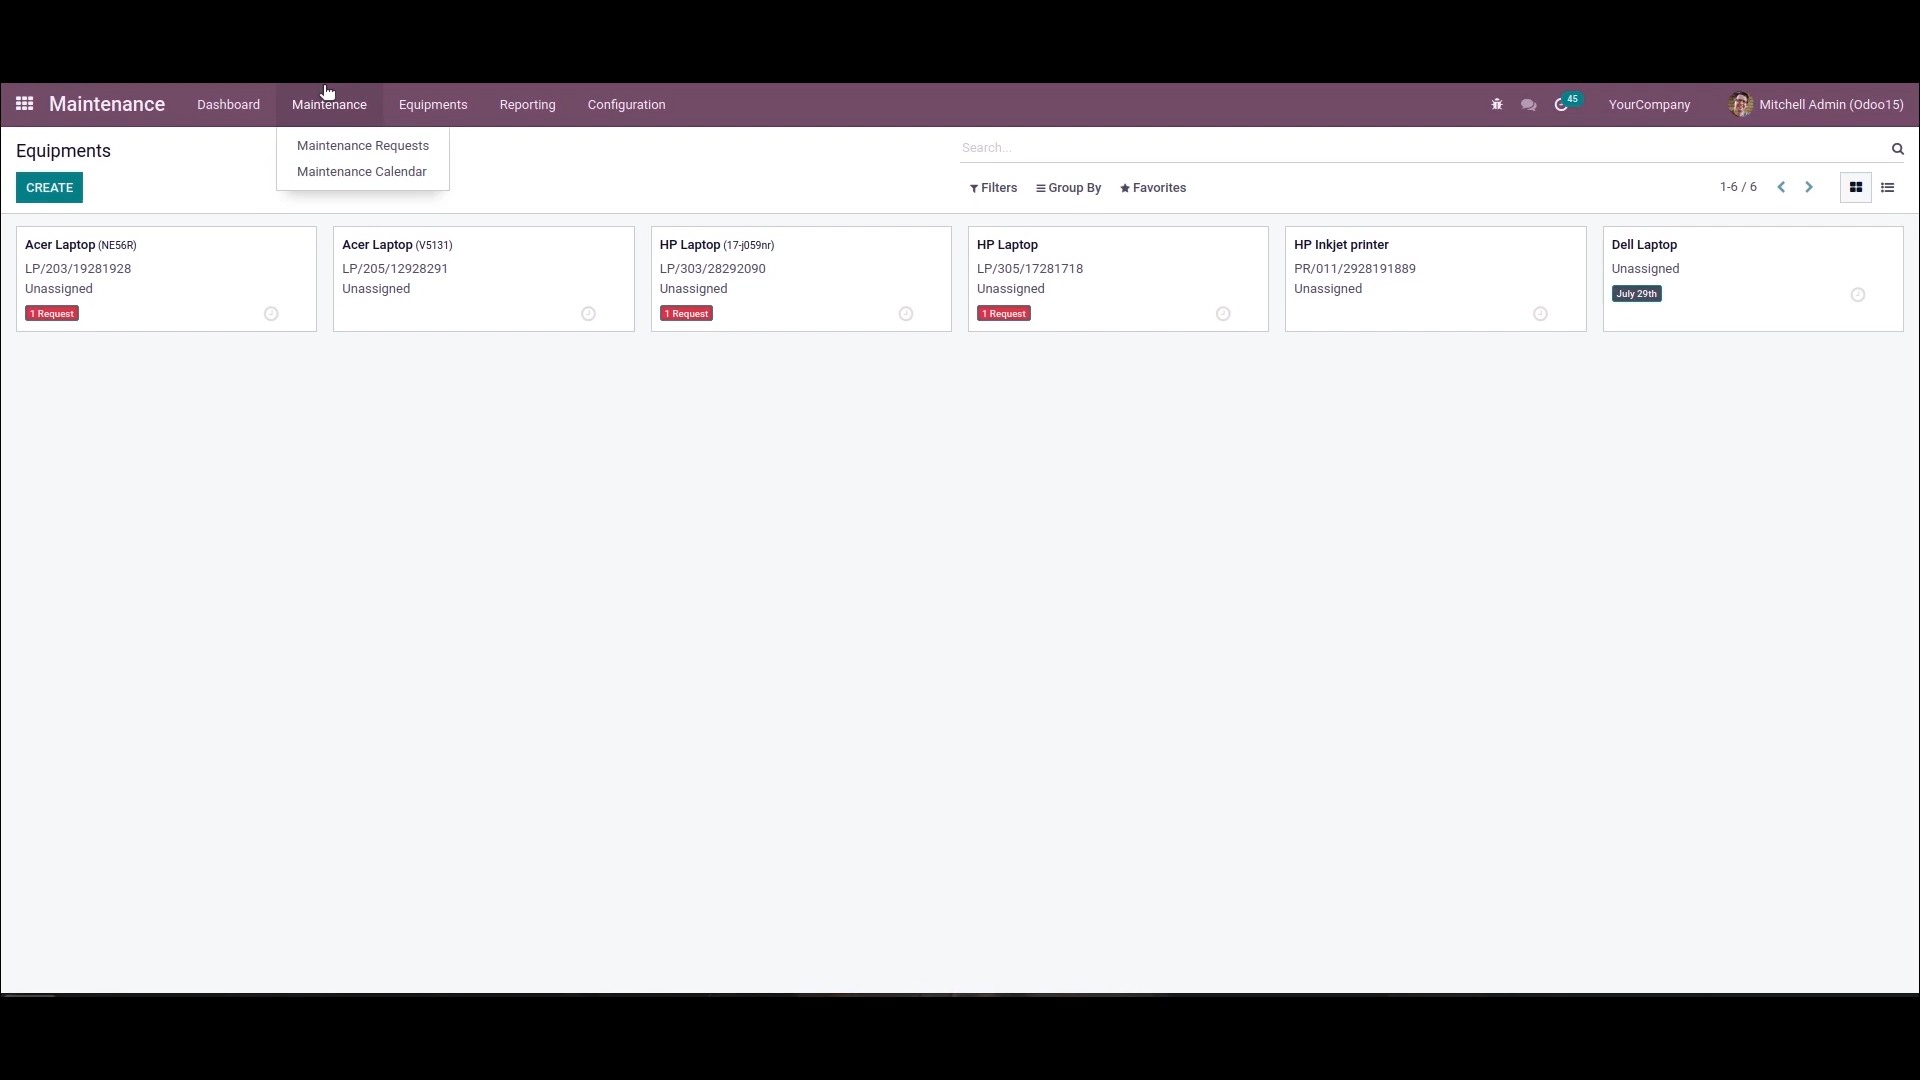 Maintenance Dashboard Maintenance Equipments Reporting Configuration 45 YourCompany Mitchell Admin (Odoo15)
Maintenance Requests
Maintenance Calendar
Equipments
Search...
CREATE
Filters Group By Favorites 1-6 / 6
Acer Laptop (NE56R)
LP/203/19281928
Unassigned
1 Request
Acer Laptop (V5131)
LP/205/12928291
Unassigned
HP Laptop (17-j059nr)
LP/303/28292090
Unassigned
1 Request
HP Laptop
LP/305/17281718
Unassigned
1 Request
HP Inkjet printer
PR/011/2928191889
Unassigned
Dell Laptop
Unassigned
July 29th